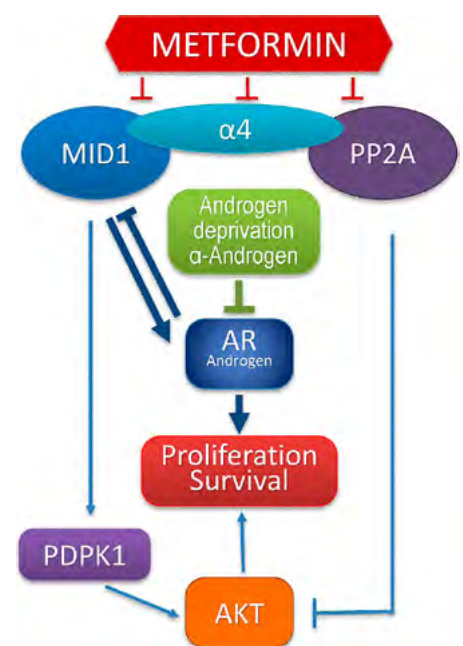 METFORMIN
α4
MID1
PP2A
Androgen
deprivation
α-Androgen
AR
Androgen
Proliferation
Survival
PDPK1
AKT